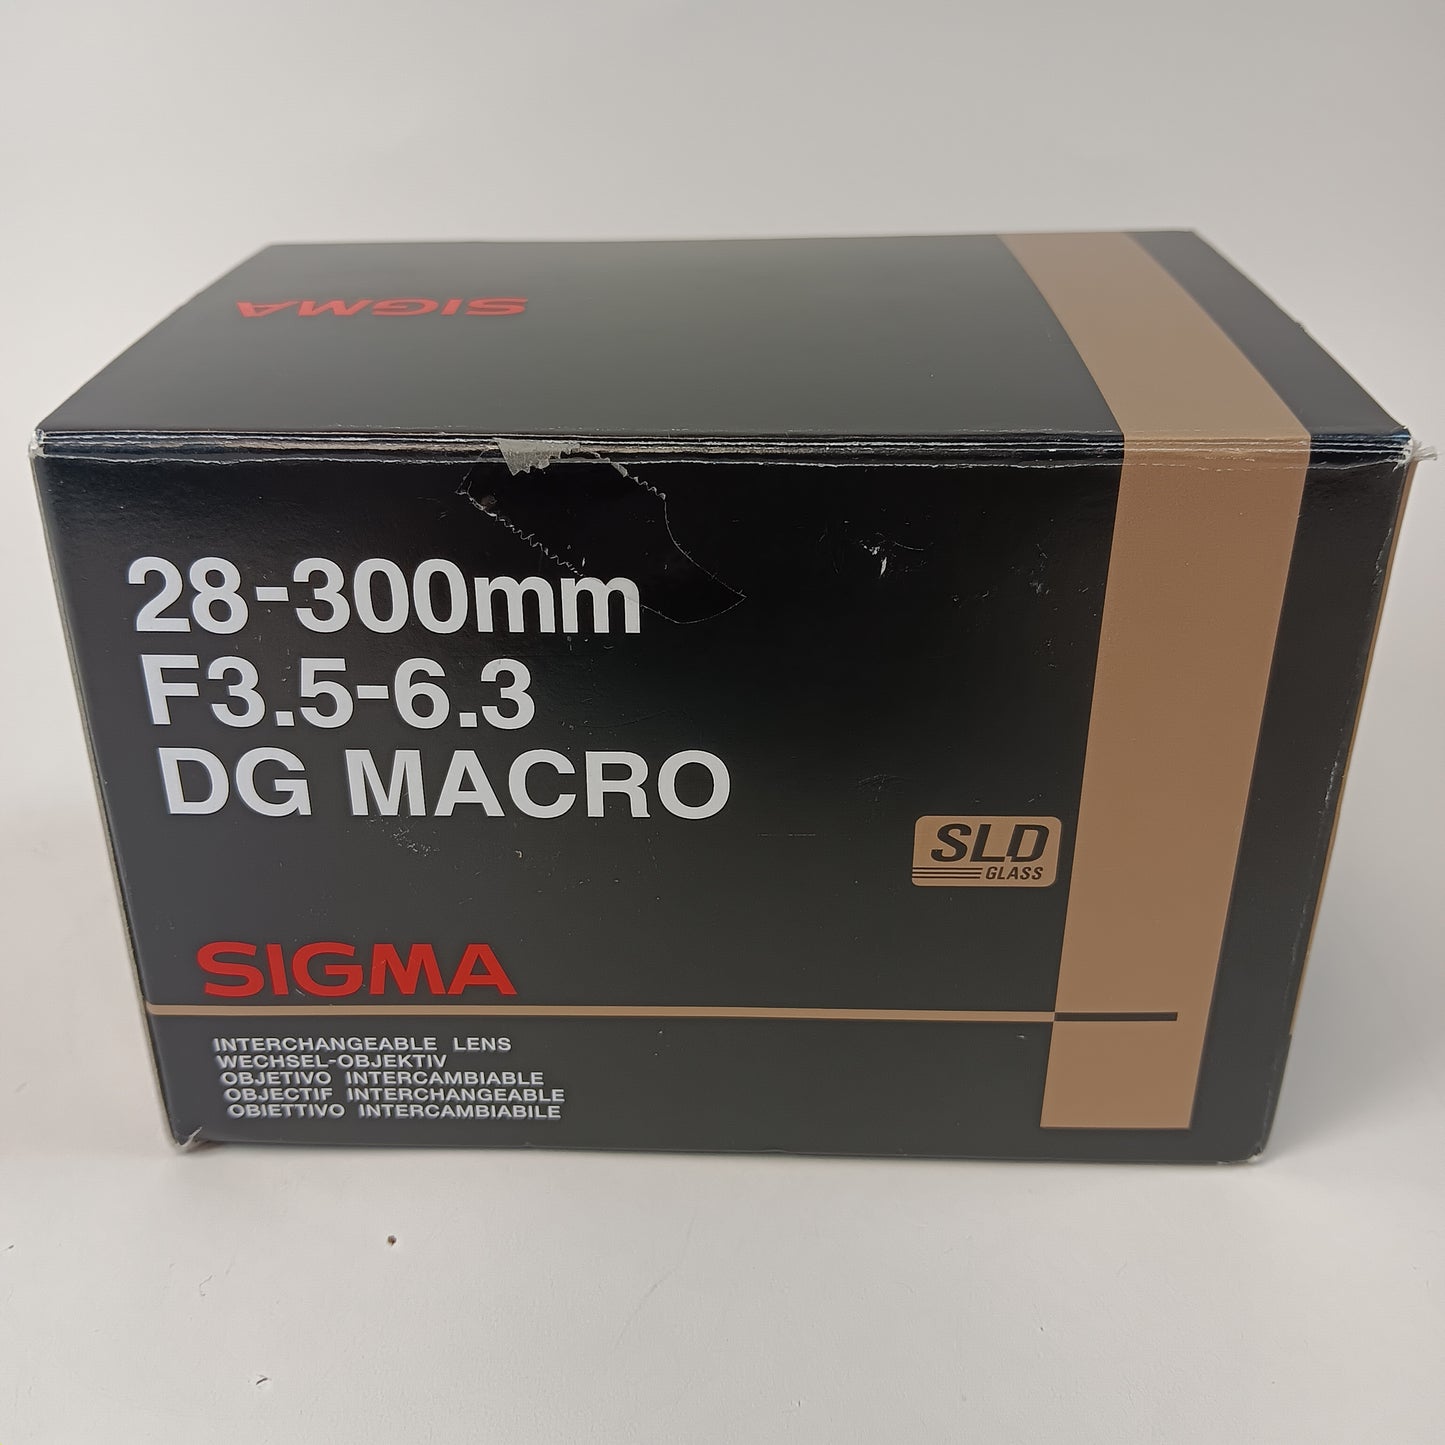 SIGMA
28-300mm
F3.5-6.3
DG MACRO
SLD
GLASS
SIGMA
INTERCHANGEABLE LENS
WECHSEL-OBJEKTIV
OBJETIVO INTERCAMBIABLE
OBJECTIF INTERCHANGEABLE
OBIETTIVO INTERCAMBIABILE